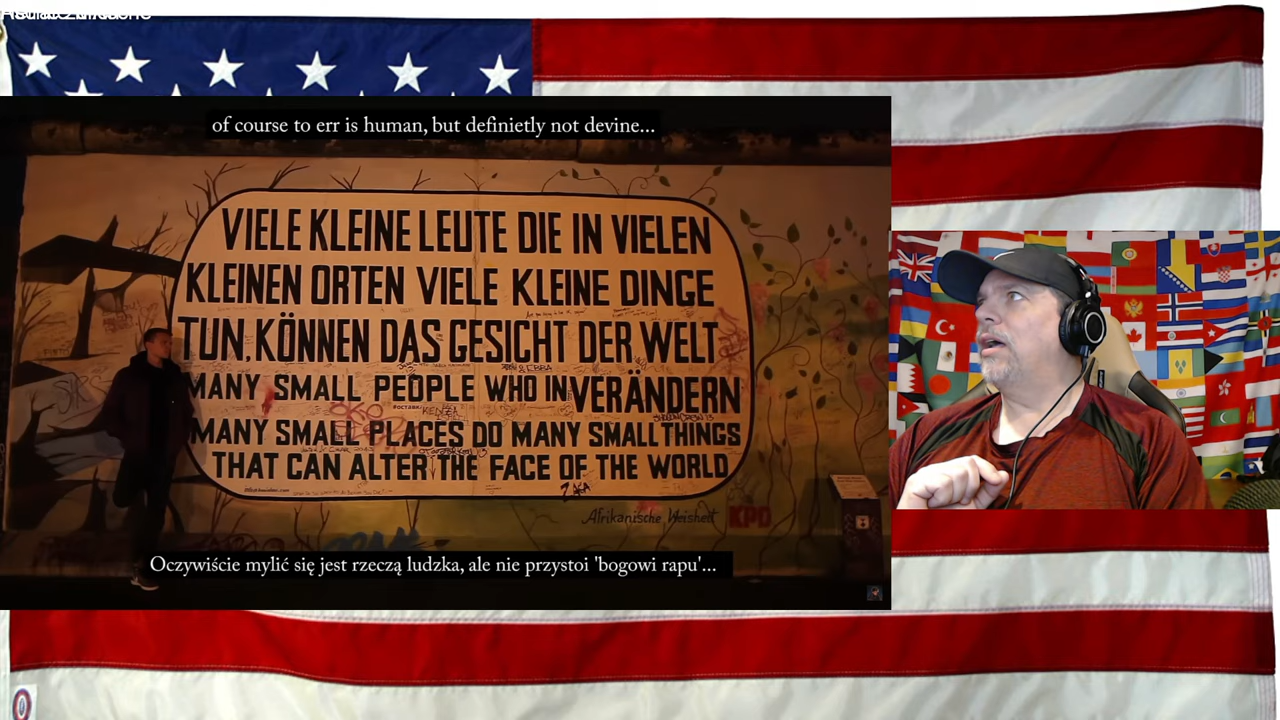 of course to err is human, but definietly not devine...
VIELE KLEINE LEUTE DIE IN VIELEN
KLEINEN ORTEN VIELE KLEINE DINGE
TUN, KÖNNEN DAS GESICHT DER WELT
VERÄNDERN
MANY SMALL PEOPLE WHO IN
MANY SMALL PLACES DO MANY SMALL THINGS
THAT CAN ALTER THE FACE OF THE WORLD
Afrikanische Weisheit KPD
Oczywiście mylić się jest rzeczą ludzka, ale nie przystoi 'bogowi rapu'...